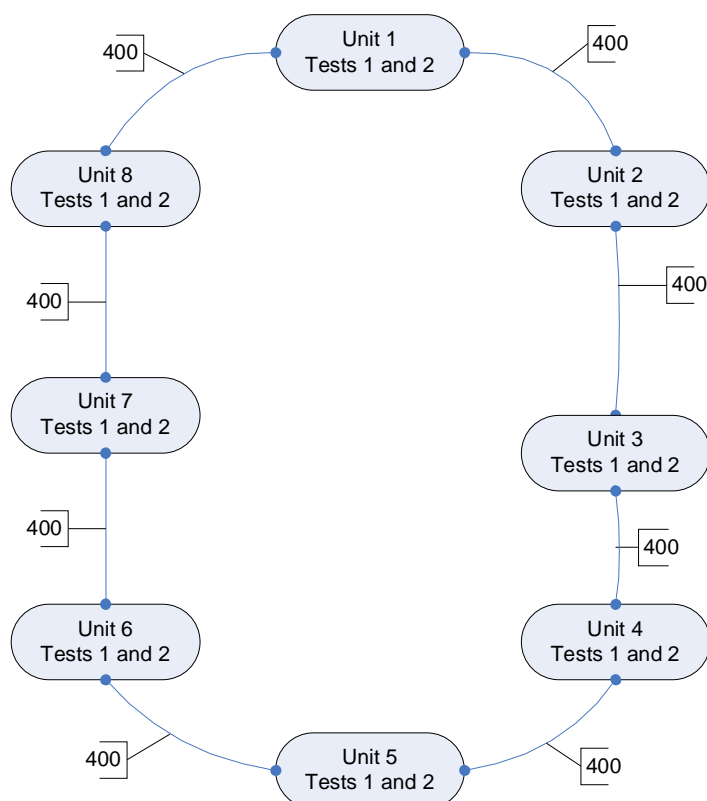 Unit 1
Tests 1 and 2
400
400
Unit 8
Tests 1 and 2
Unit 2
Tests 1 and 2
400
400
Unit 7
Tests 1 and 2
Unit 3
Tests 1 and 2
400
400
Unit 6
Tests 1 and 2
Unit 4
Tests 1 and 2
400
400
Unit 5
Tests 1 and 2